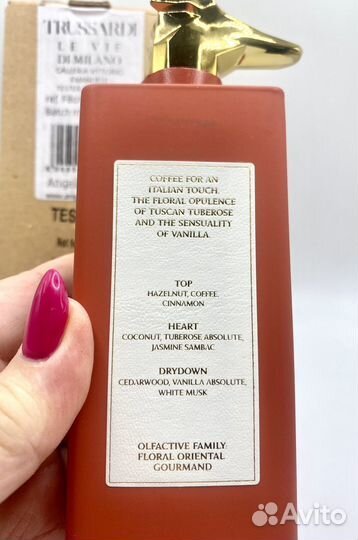 TRUSSARDI
LE VIE
DI MILANO
TES
COFFEE FOR AN
ITALIAN TOUCH,
THE FLORAL OPULENCE
OF TUSCAN TUBEROSE
AND THE SENSUALITY
OF VANILLA.
TOP
HAZELNUT, COFFEE,
CINNAMON
HEART
COCONUT, TUBEROSE ABSOLUTE,
JASMINE SAMBAC
DRYDOWN
CEDARWOOD, VANILLA ABSOLUTE,
WHITE MUSK
OLFACTIVE FAMILY:
FLORAL ORIENTAL
GOURMAND
Avito